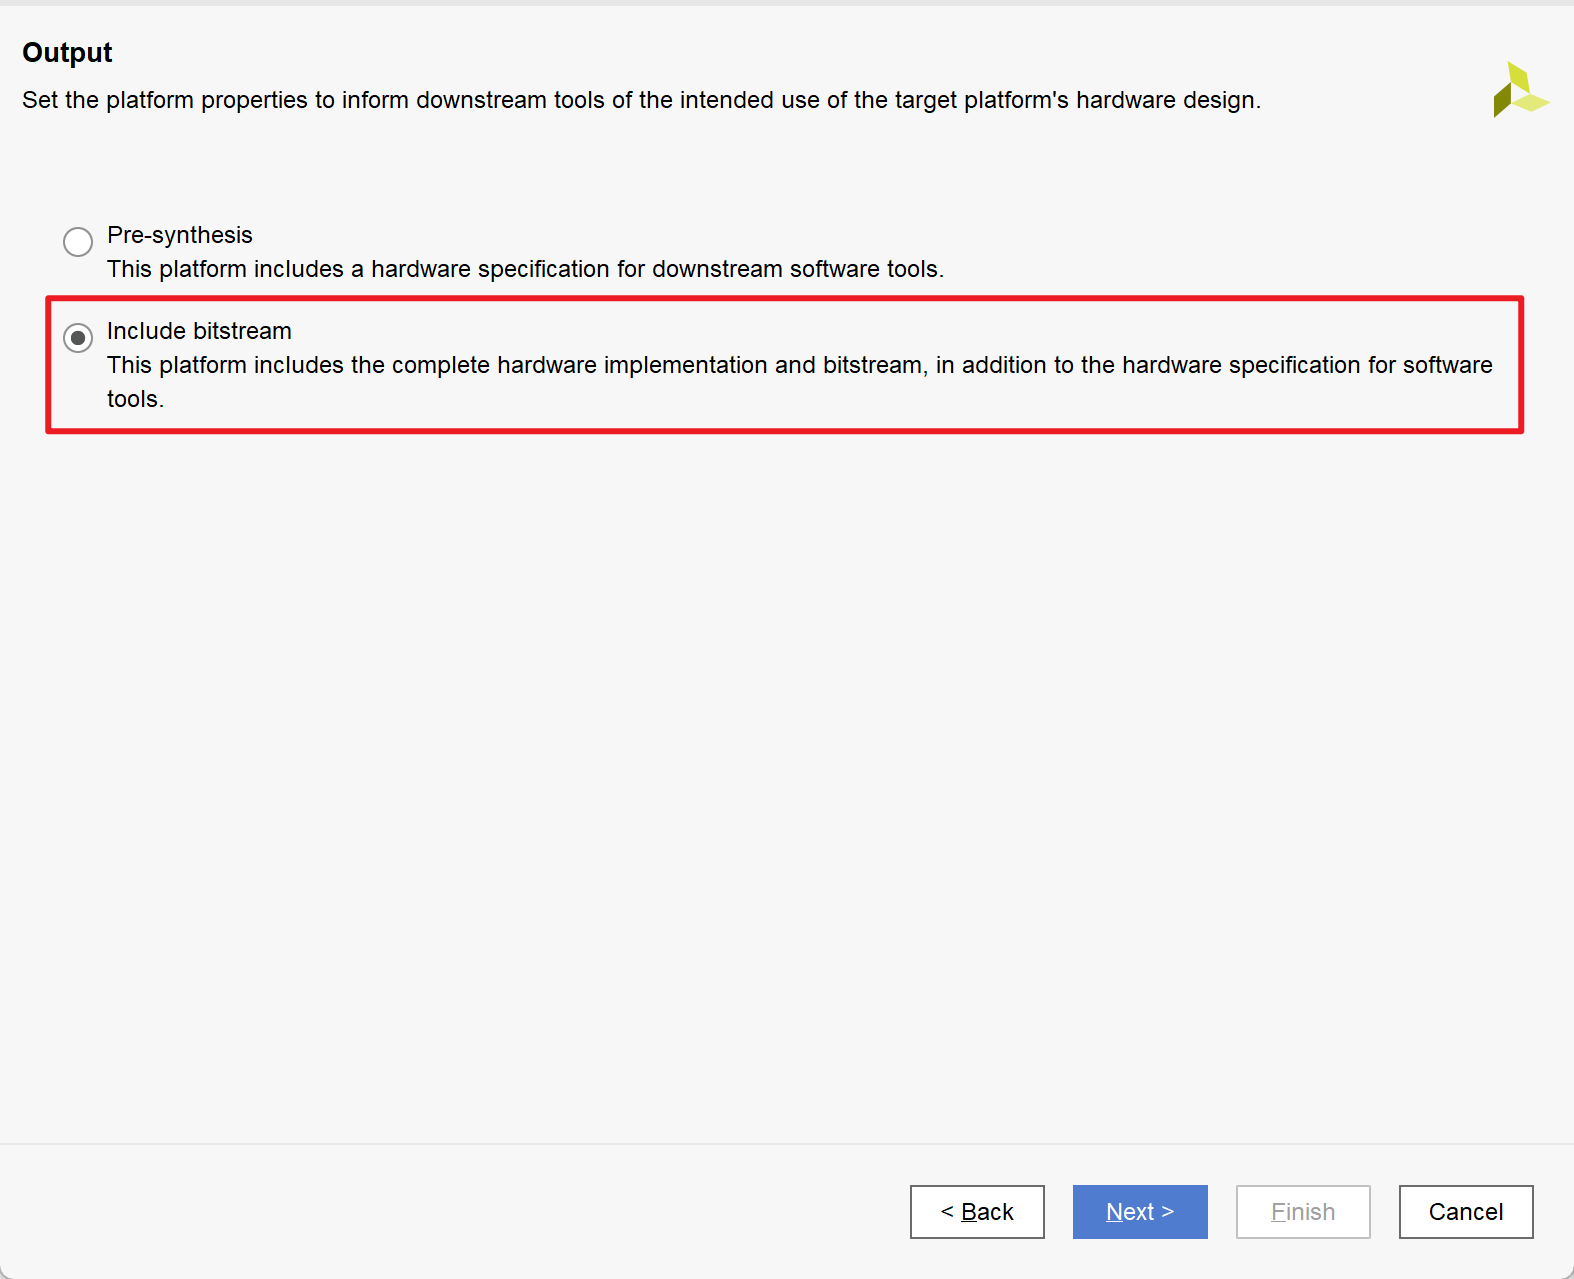 Output
Set the platform properties to inform downstream tools of the intended use of the target platform's hardware design.
Pre-synthesis
This platform includes a hardware specification for downstream software tools.
Include bitstream
This platform includes the complete hardware implementation and bitstream, in addition to the hardware specification for software
tools.
< Back
Next >
Finish
Cancel